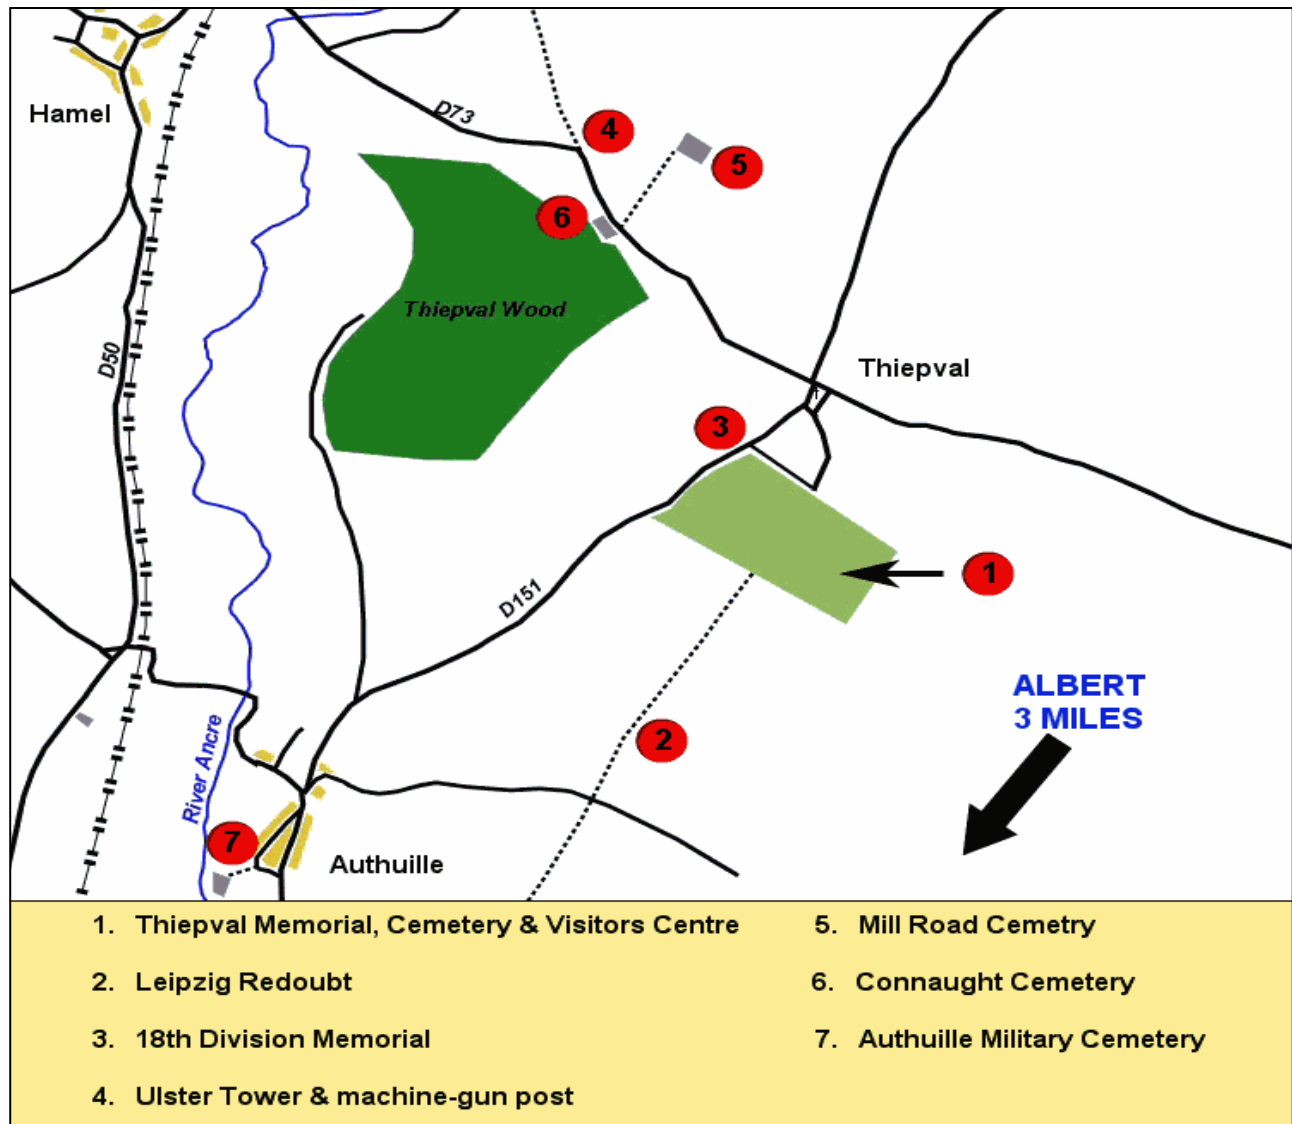 Hamel
D73
4
5
6
Thiepval Wood
D50
Thiepval
3
1
D151
ALBERT
3 MILES
2
River Ancre
7
Authuille
1. Thiepval Memorial, Cemetery & Visitors Centre
2. Leipzig Redoubt
3. 18th Division Memorial
4. Ulster Tower & machine-gun post
5. Mill Road Cemetry
6. Connaught Cemetery
7. Authuille Military Cemetery